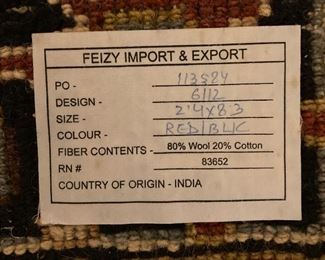 FEIZY IMPORT & EXPORT
PO - 113584
DESIGN - 6112
SIZE - 2'4x8'3
COLOUR - RED/BLK
FIBER CONTENTS - 80% Wool 20% Cotton
RN # 83652
COUNTRY OF ORIGIN - INDIA